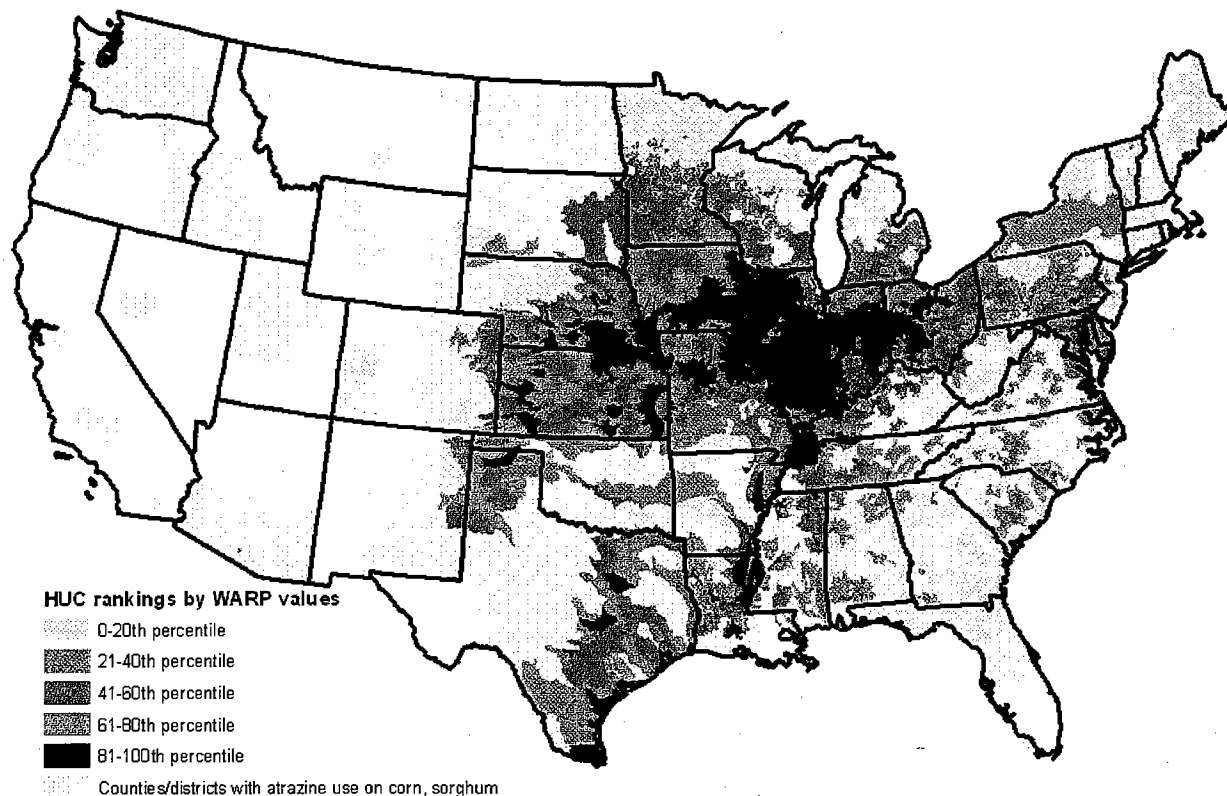 HUC rankings by WARP values
0-20th percentile
21-40th percentile
41-60th percentile
61-80th percentile
81-100th percentile
Counties/districts with atrazine use on corn, sorghum